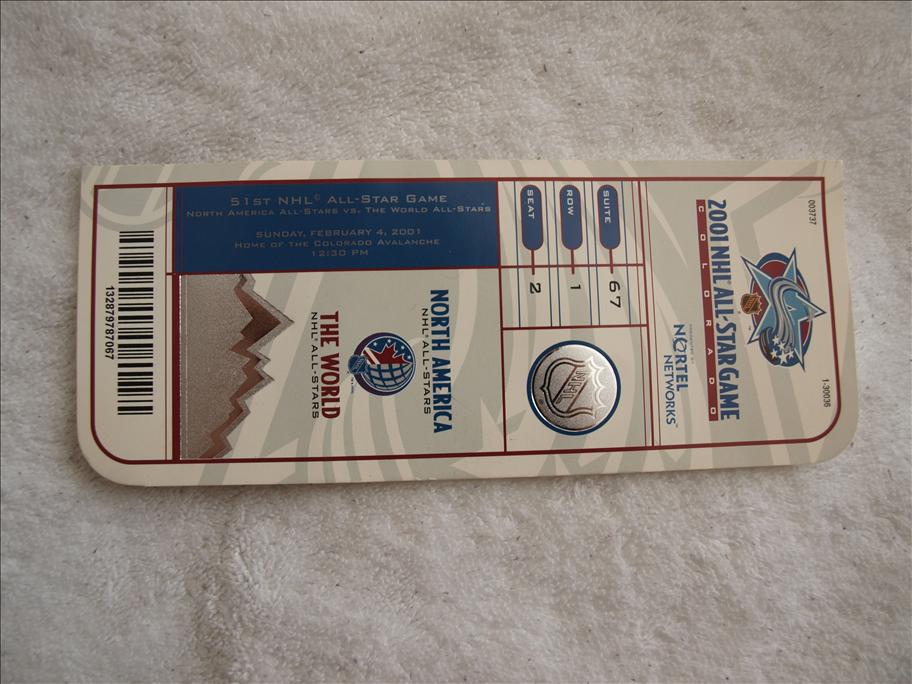 003737
1-30036
2001 NHL ALL-STAR GAME
COLORADO
NORTEL
NETWORKS™
SUITE 67
ROW 1
SEAT 2
NHL
51ST NHL® ALL-STAR GAME
NORTH AMERICA ALL-STARS VS. THE WORLD ALL-STARS
SUNDAY, FEBRUARY 4, 2001
HOME OF THE COLORADO AVALANCHE
12:30 PM
NORTH AMERICA
NHL® ALL-STARS
THE WORLD
NHL® ALL-STARS
132879787067